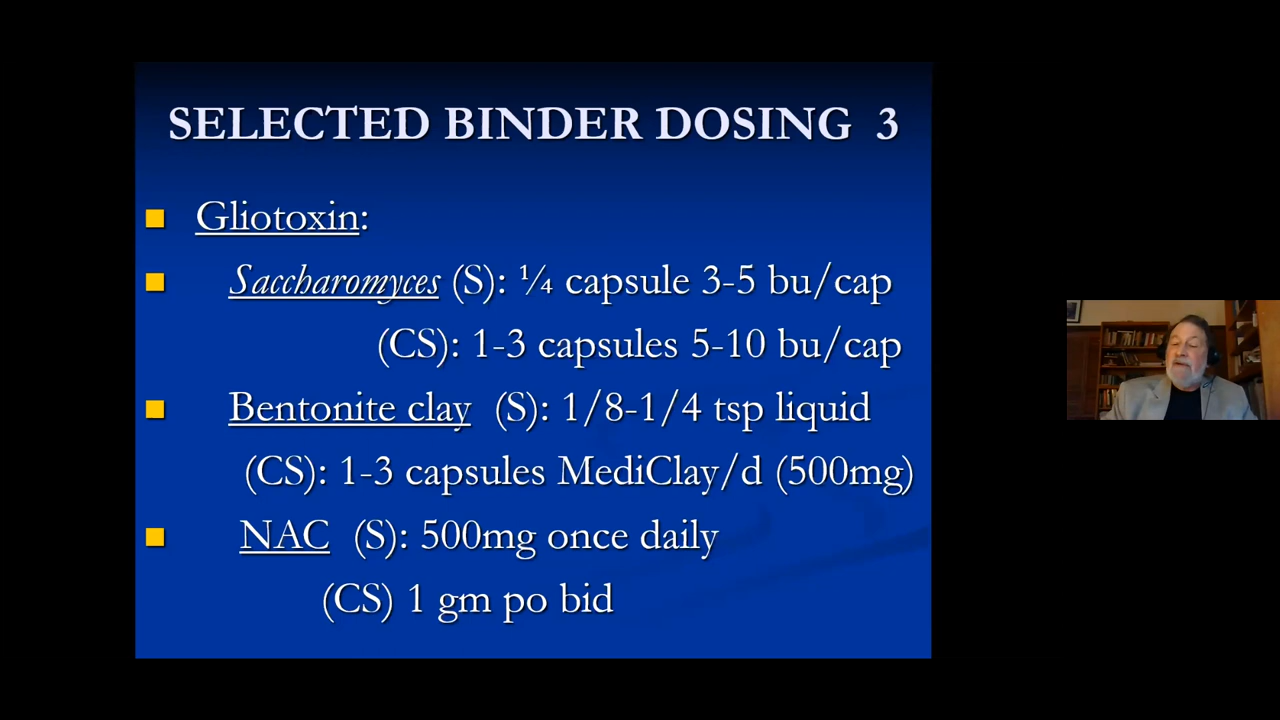 SELECTED BINDER DOSING 3
Gliotoxin:
Saccharomyces (S): ¼ capsule 3-5 bu/cap
(CS): 1-3 capsules 5-10 bu/cap
Bentonite clay (S): 1/8-1/4 tsp liquid
(CS): 1-3 capsules MediClay/d (500mg)
NAC (S): 500mg once daily
(CS) 1 gm po bid